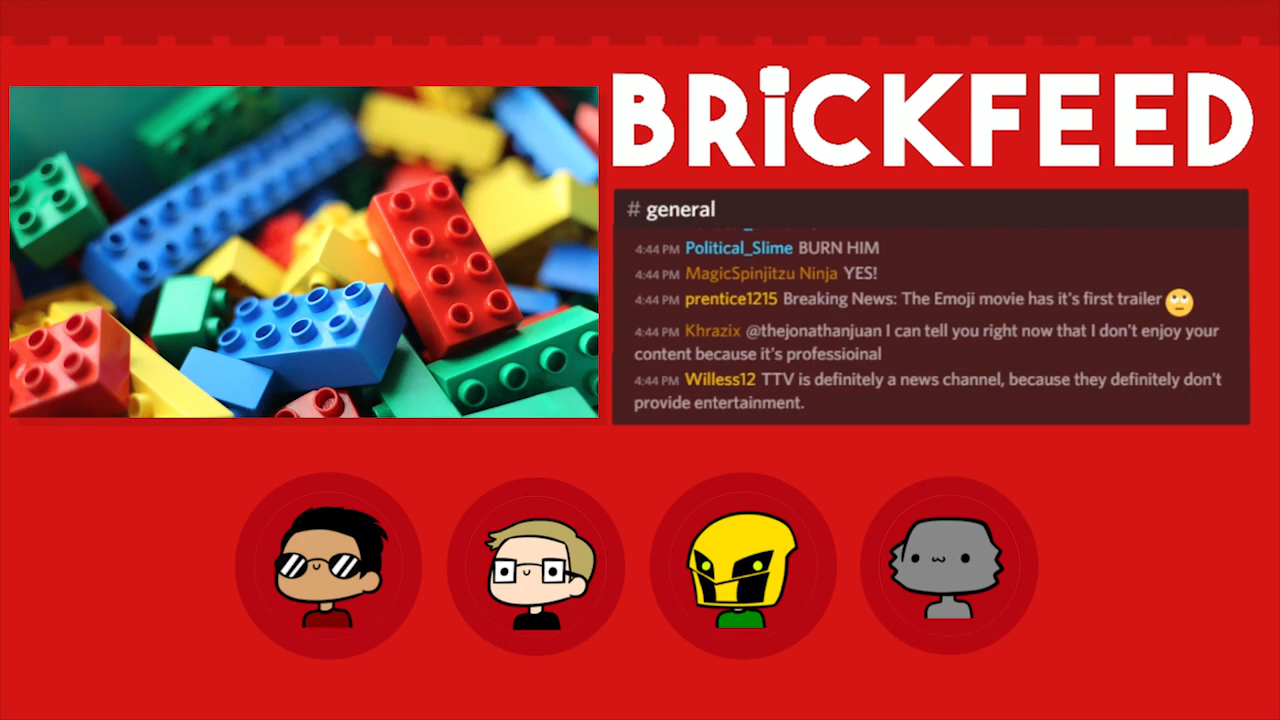 BRiCKFEED
# general
4:44 PM Political_Slime BURN HIM
4:44 PM MagicSpinjitzu Ninja YES!
4:44 PM prentice1215 Breaking News: The Emoji movie has it's first trailer 🙄
4:44 PM Khrazix @thejonathanjuan I can tell you right now that I don't enjoy your
content because it's professioinal
4:44 PM Willess12 TTV is definitely a news channel, because they definitely don't
provide entertainment.